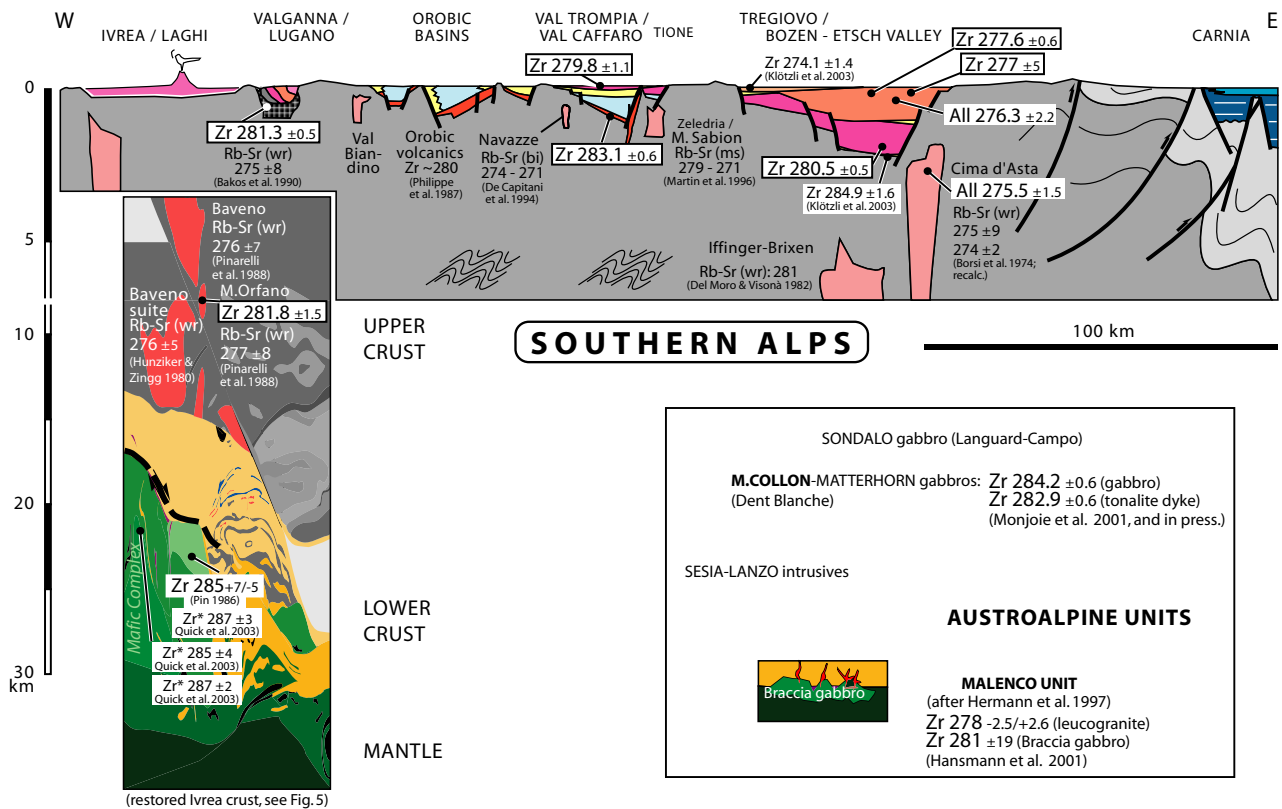 W
E
IVREA / LAGHI
VALGANNA /
LUGANO
OROBIC
BASINS
VAL TROMPIA /
VAL CAFFARO
TIONE
TREGIOVO /
BOZEN - ETSCH VALLEY
CARNIA
Zr 279.8 ±1.1
Zr 274.1 ±1.4
(Klötzli et al. 2003)
Zr 277.6 ±0.6
Zr 277 ±5
All 276.3 ±2.2
0
Zr 281.3 ±0.5
Rb-Sr (wr)
275 ±8
(Bakos et al. 1990)
Val
Bian-
dino
Orobic
volcanics
Zr ~280
(Philippe
et al. 1987)
Navazze
Rb-Sr (bi)
274 - 271
(De Capitani
et al. 1994)
Zr 283.1 ±0.6
Zeledria /
M. Sabion
Rb-Sr (ms)
279 - 271
(Martin et al. 1996)
Zr 280.5 ±0.5
Zr 284.9 ±1.6
(Klötzli et al. 2003)
Cima d'Asta
All 275.5 ±1.5
Rb-Sr (wr)
275 ±9
274 ±2
(Borsi et al. 1974;
recalc.)
Iffinger-Brixen
Rb-Sr (wr): 281
(Del Moro & Visonà 1982)
5
Baveno
Rb-Sr (wr)
276 ±7
(Pinarelli
et al. 1988)
M.Orfano
Zr 281.8 ±1.5
Rb-Sr (wr)
277 ±8
(Pinarelli
et al. 1988)
Baveno
suite
Rb-Sr (wr)
276 ±5
(Hunziker &
Zingg 1980)
10
UPPER
CRUST
SOUTHERN ALPS
100 km
20
Mafic Complex
Zr 285+7/-5
(Pin 1986)
Zr* 287 ±3
Quick et al. 2003)
Zr* 285 ±4
Quick et al. 2003)
Zr* 287 ±2
Quick et al. 2003)
LOWER
CRUST
30
km
MANTLE
(restored Ivrea crust, see Fig. 5)
SONDALO gabbro (Languard-Campo)
M.COLLON-MATTERHORN gabbros: Zr 284.2 ±0.6 (gabbro)
(Dent Blanche) Zr 282.9 ±0.6 (tonalite dyke)
(Monjoie et al. 2001, and in press.)
SESIA-LANZO intrusives
AUSTROALPINE UNITS
Braccia gabbro
MALENCO UNIT
(after Hermann et al. 1997)
Zr 278 -2.5/+2.6 (leucogranite)
Zr 281 ±19 (Braccia gabbro)
(Hansmann et al. 2001)